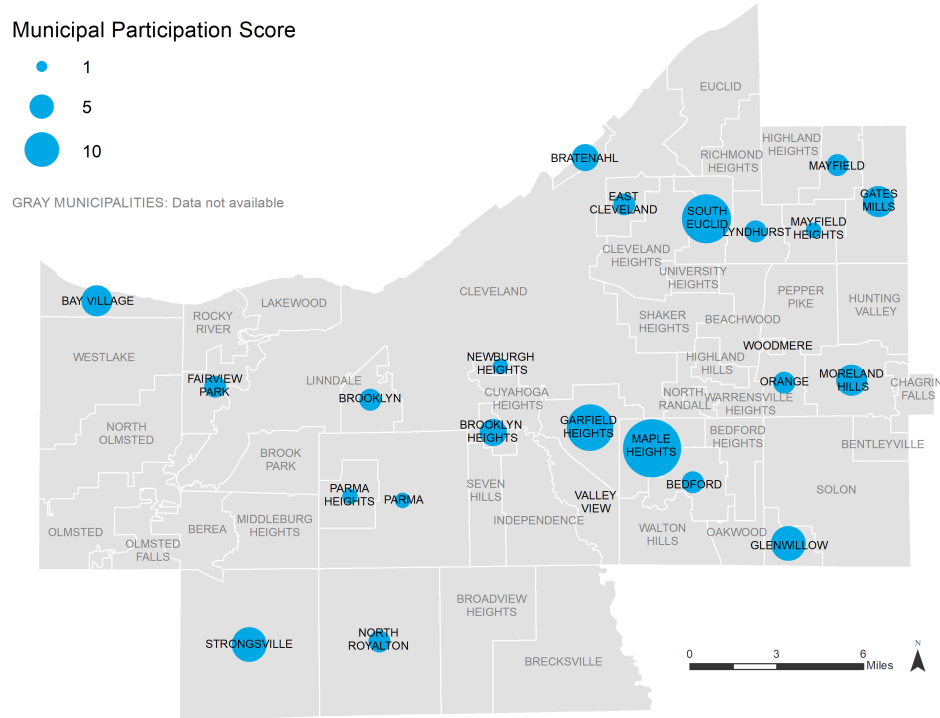 Municipal Participation Score
1
5
10
GRAY MUNICIPALITIES: Data not available
EUCLID
HIGHLAND
HEIGHTS
BRATENAHL
RICHMOND
HEIGHTS
MAYFIELD
EAST
CLEVELAND
SOUTH
EUCLID
GATES
MILLS
LYNDHURST
MAYFIELD
HEIGHTS
CLEVELAND
HEIGHTS
UNIVERSITY
HEIGHTS
BAY VILLAGE
LAKEWOOD
CLEVELAND
PEPPER
PIKE
HUNTING
VALLEY
ROCKY
RIVER
SHAKER
HEIGHTS
BEACHWOOD
WOODMERE
WESTLAKE
NEWBURGH
HEIGHTS
HIGHLAND
HILLS
FAIRVIEW
PARK
LINNDALE
BROOKLYN
CUYAHOGA
HEIGHTS
NORTH
RANDALL
WARRENSVILLE
HEIGHTS
ORANGE
MORELAND
HILLS
CHAGRIN
FALLS
NORTH
OLMSTED
BROOKLYN
HEIGHTS
GARFIELD
HEIGHTS
MAPLE
HEIGHTS
BEDFORD
HEIGHTS
BENTLEYVILLE
BROOK
PARK
SEVEN
HILLS
PARMA
HEIGHTS
PARMA
VALLEY
VIEW
BEDFORD
SOLON
OLMSTED
OLMSTED
FALLS
BEREA
MIDDLEBURG
HEIGHTS
INDEPENDENCE
WALTON
HILLS
OAKWOOD
GLENWILLOW
BROADVIEW
HEIGHTS
STRONGSVILLE
NORTH
ROYALTON
BRECKSVILLE
0 3 6
Miles
N